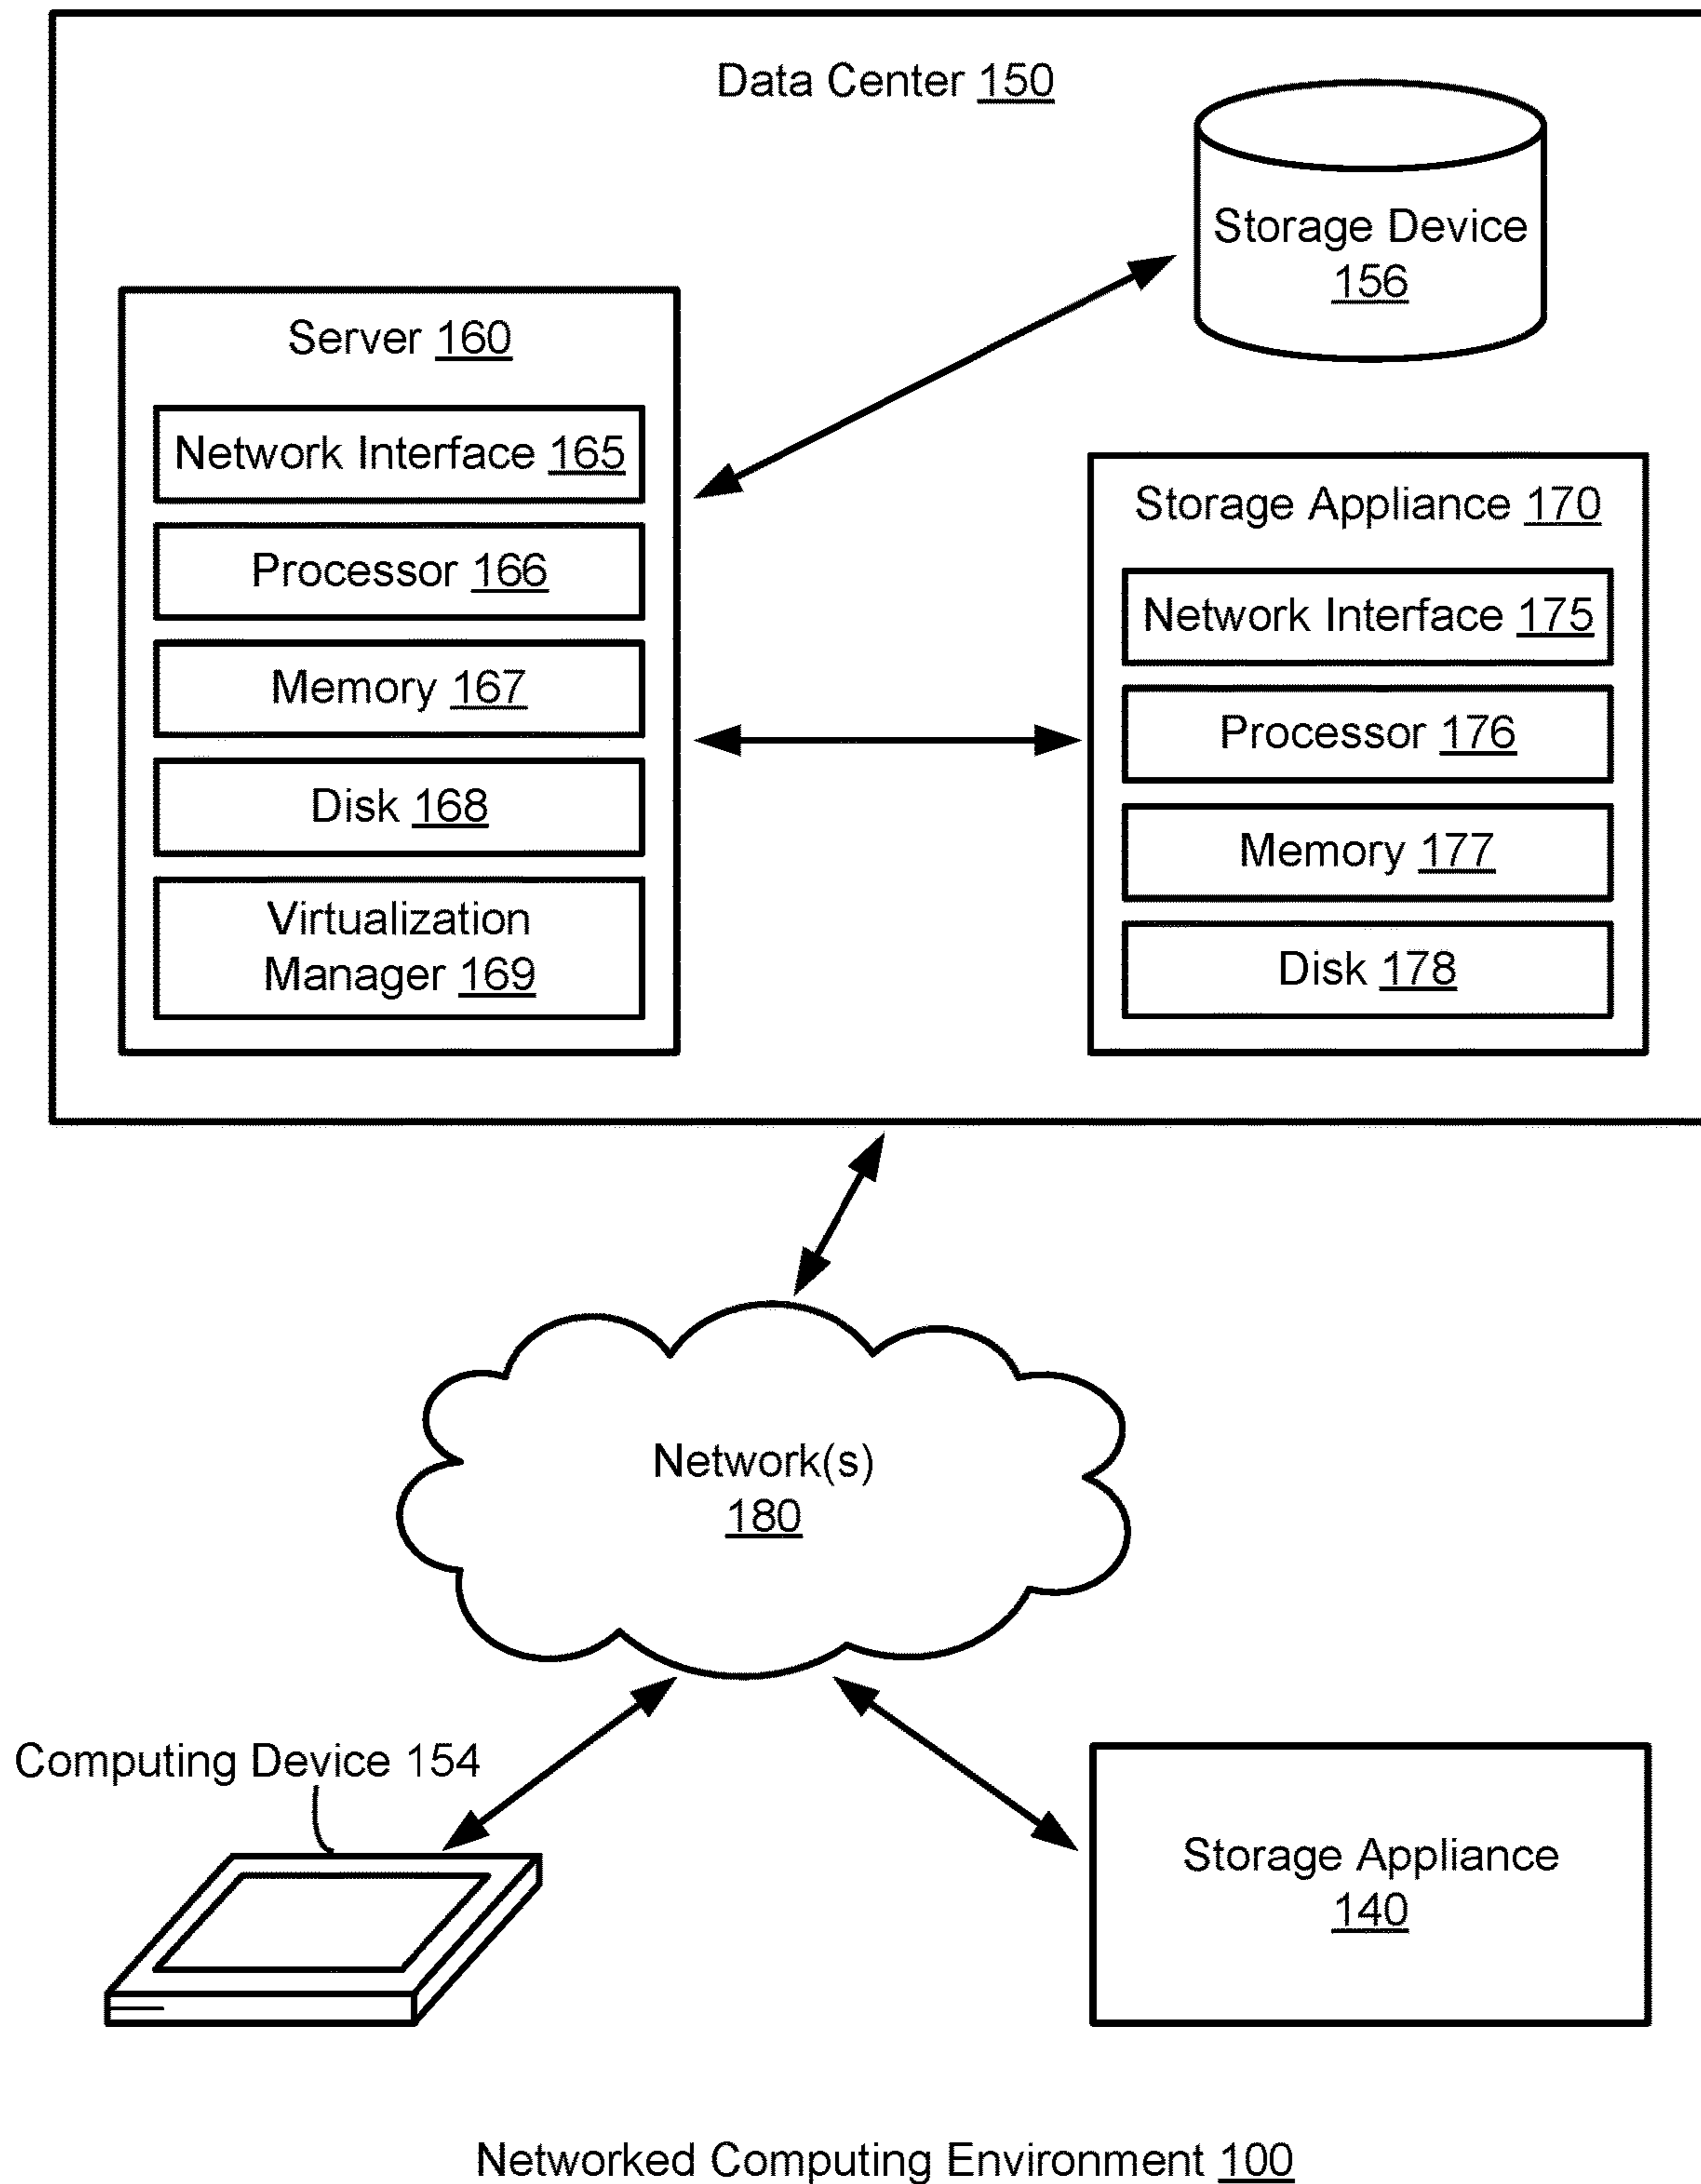 Data Center 150
Storage Device
156
Server 160
Network Interface 165
Processor 166
Memory 167
Disk 168
Virtualization
Manager 169
Storage Appliance 170
Network Interface 175
Processor 176
Memory 177
Disk 178
Network(s)
180
Computing Device 154
Storage Appliance
140
Networked Computing Environment 100